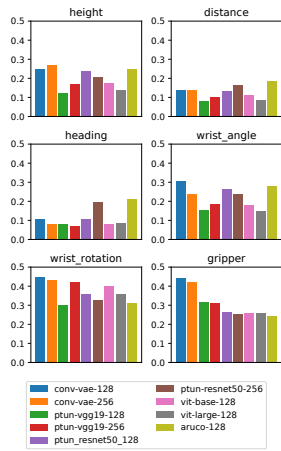 height
distance
0.5
0.4
0.3
0.2
0.1
0.0
0.5
0.4
0.3
0.2
0.1
0.0
heading
wrist_angle
0.5
0.4
0.3
0.2
0.1
0.0
0.5
0.4
0.3
0.2
0.1
0.0
wrist_rotation
gripper
0.5
0.4
0.3
0.2
0.1
0.0
0.5
0.4
0.3
0.2
0.1
0.0
conv-vae-128
conv-vae-256
ptun-vgg19-128
ptun-vgg19-256
ptun_resnet50_128
ptun-resnet50-256
vit-base-128
vit-large-128
aruco-128